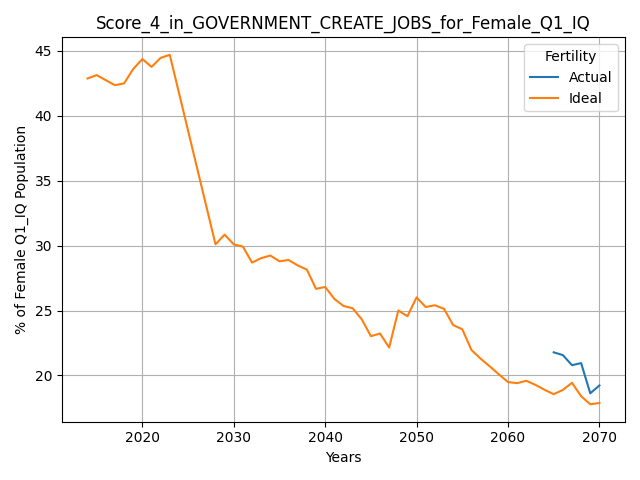 Score_4_in_GOVERNMENT_CREATE_JOBS_for_Female_Q1_IQ
Fertility
Actual
Ideal
% of Female Q1_IQ Population
45
40
35
30
25
20
2020
2030
2040
2050
2060
2070
Years